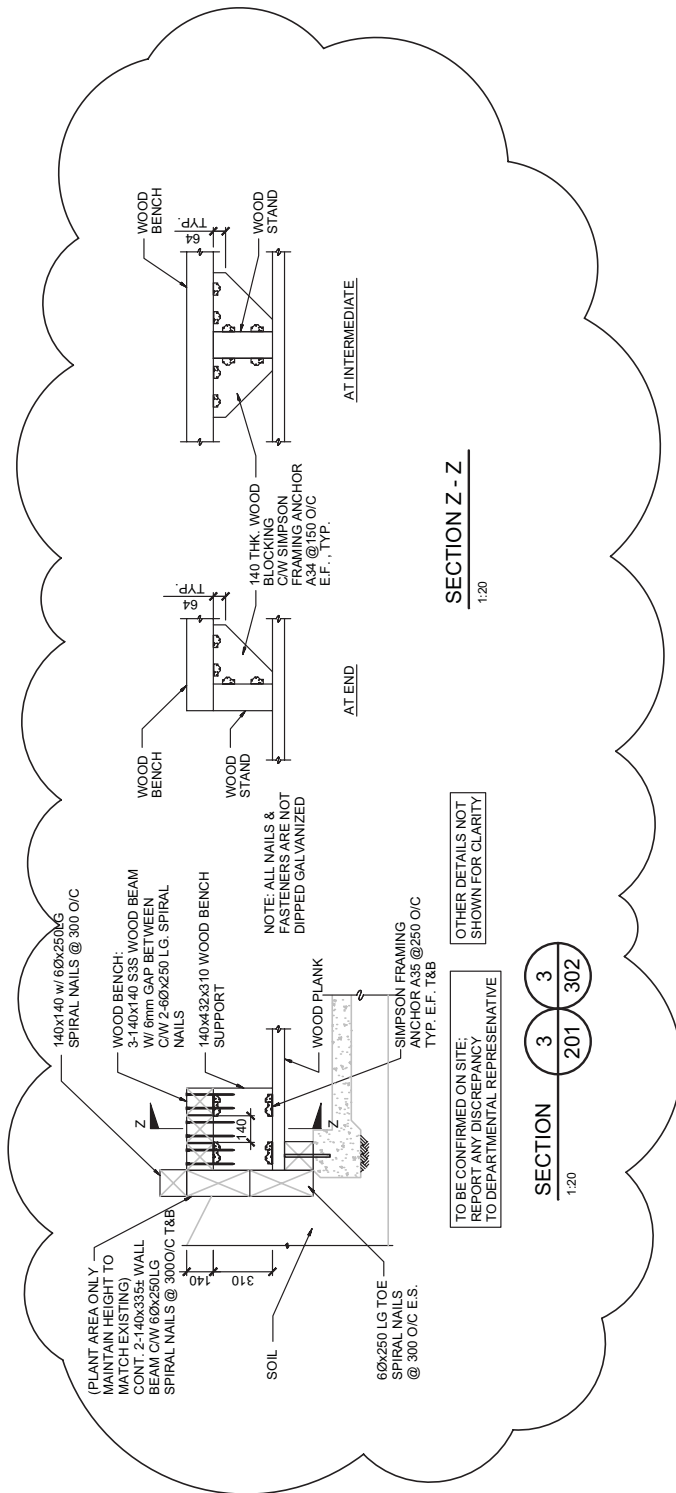 (PLANT AREA ONLY
MAINTAIN HEIGHT TO
MATCH EXISTING)
CONT. 2-140x335± WALL
BEAM C/W 6Øx250LG
SPIRAL NAILS @ 300O/C T&B
140x140 w/ 6Øx250LG
SPIRAL NAILS @ 300 O/C
WOOD BENCH:
3-140x140 S3S WOOD BEAM
W/ 6mm GAP BETWEEN
C/W 2-6Øx250 LG. SPIRAL
NAILS
140x432x310 WOOD BENCH
SUPPORT
Z
Z
140
140
310
SOIL
NOTE: ALL NAILS &
FASTENERS ARE NOT
DIPPED GALVANIZED
WOOD PLANK
SIMPSON FRAMING
ANCHOR A35 @250 O/C
TYP. E.F. T&B
6Øx250 LG TOE
SPIRAL NAILS
@ 300 O/C E.S.
TO BE CONFIRMED ON SITE;
REPORT ANY DISCREPANCY
TO DEPARTMENTAL REPRESENATIVE
OTHER DETAILS NOT
SHOWN FOR CLARITY
SECTION
1:20
3
201
3
302
WOOD
BENCH
WOOD
STAND
64
TYP.
AT END
140 THK. WOOD
BLOCKING
C/W SIMPSON
FRAMING ANCHOR
A34 @150 O/C
E.F. , TYP.
WOOD
BENCH
64
TYP.
WOOD
STAND
AT INTERMEDIATE
SECTION Z - Z
1:20